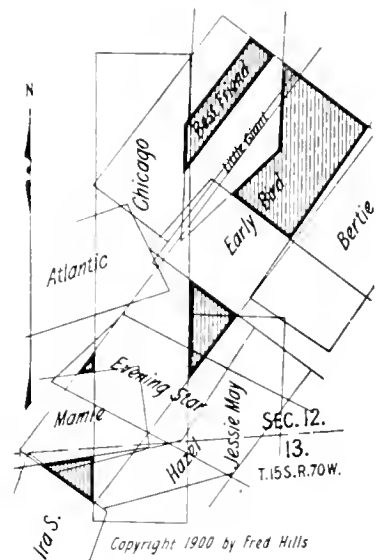 N
Best Friend
Little Giant
Chicago
Early Bird
Bertie
Atlantic
Evening Star
Mamie
Hazel
Jessie May
SEC. 12.
13.
T.15S.R.70W.
Ira S.
Copyright 1900 by Fred Hills